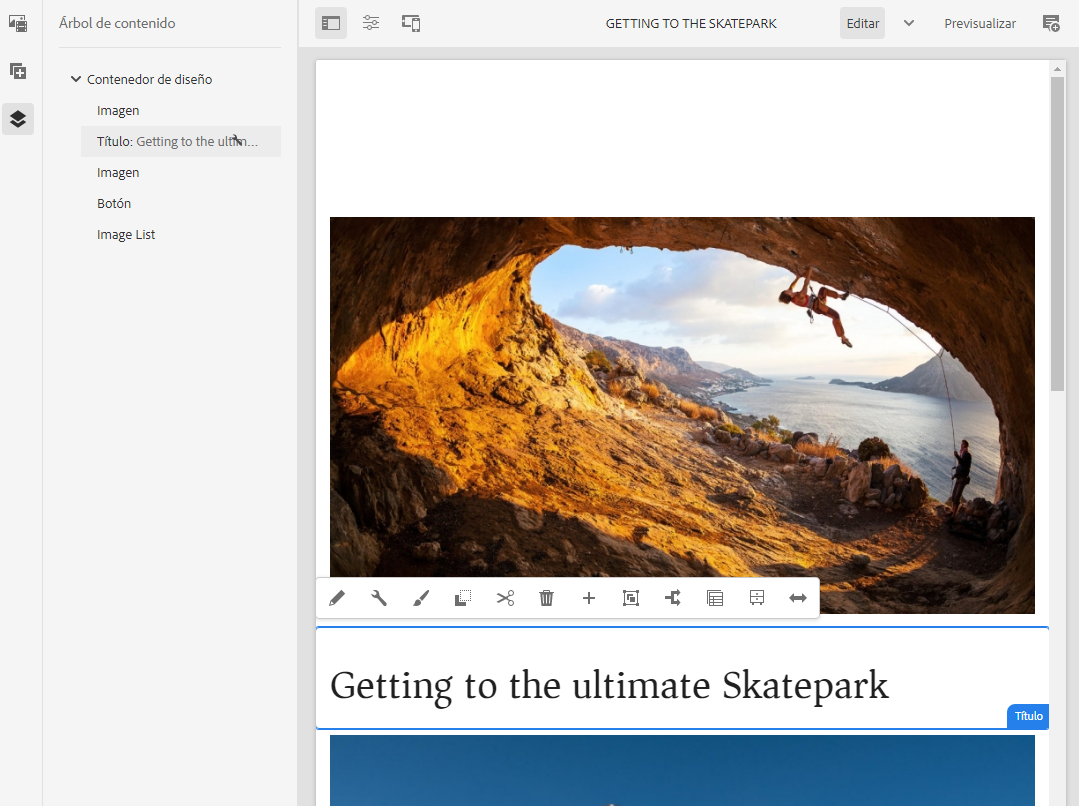 Árbol de contenido
GETTING TO THE SKATEPARK
Editar
Previsualizar
Contenedor de diseño
Imagen
Título: Getting to the ultim...
Imagen
Botón
Image List
Getting to the ultimate Skatepark
Título